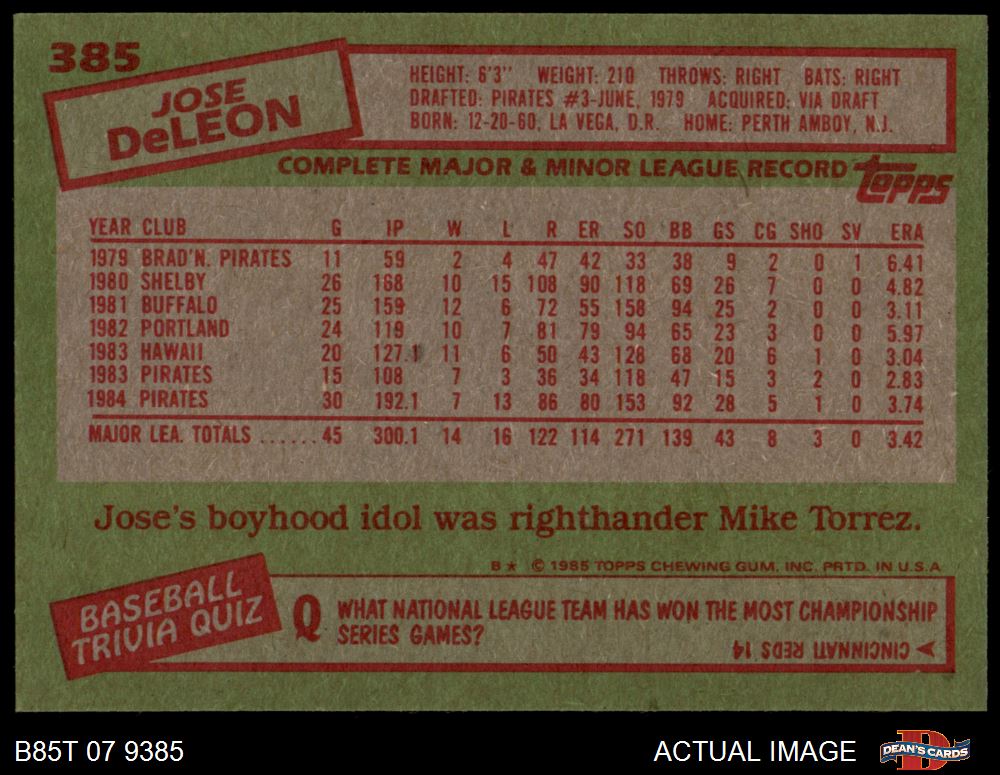 385
JOSE
DeLEON
HEIGHT: 6'3" WEIGHT: 210 THROWS: RIGHT BATS: RIGHT
DRAFTED: PIRATES #3-JUNE, 1979 ACQUIRED: VIA DRAFT
BORN: 12-20-60, LA VEGA, D.R. HOME: PERTH AMBOY, N.J.
COMPLETE MAJOR & MINOR LEAGUE RECORD topps
YEAR CLUB G IP W L R ER SO BB GS CG SHO SV ERA
1979 BRAD'N. PIRATES 11 59 2 4 47 42 33 38 9 2 0 1 6.41
1980 SHELBY 26 168 10 15 108 90 118 69 26 7 0 0 4.82
1981 BUFFALO 25 159 12 6 72 55 158 94 25 2 0 0 3.11
1982 PORTLAND 24 119 10 7 81 79 94 65 23 3 0 0 5.97
1983 HAWAII 20 127.1 11 6 50 43 128 68 20 6 1 0 3.04
1983 PIRATES 15 108 7 3 36 34 118 47 15 3 2 0 2.83
1984 PIRATES 30 192.1 7 13 86 80 153 92 28 5 1 0 3.74
MAJOR LEA. TOTALS ...... 45 300.1 14 16 122 114 271 139 43 8 3 0 3.42
Jose's boyhood idol was righthander Mike Torrez.
B★ © 1985 TOPPS CHEWING GUM, INC. PRTD. IN U.S.A
BASEBALL
TRIVIA QUIZ
Q WHAT NATIONAL LEAGUE TEAM HAS WON THE MOST CHAMPIONSHIP
SERIES GAMES?
CINCINNATI REDS 14
B85T 07 9385 ACTUAL IMAGE D DEAN'S CARDS